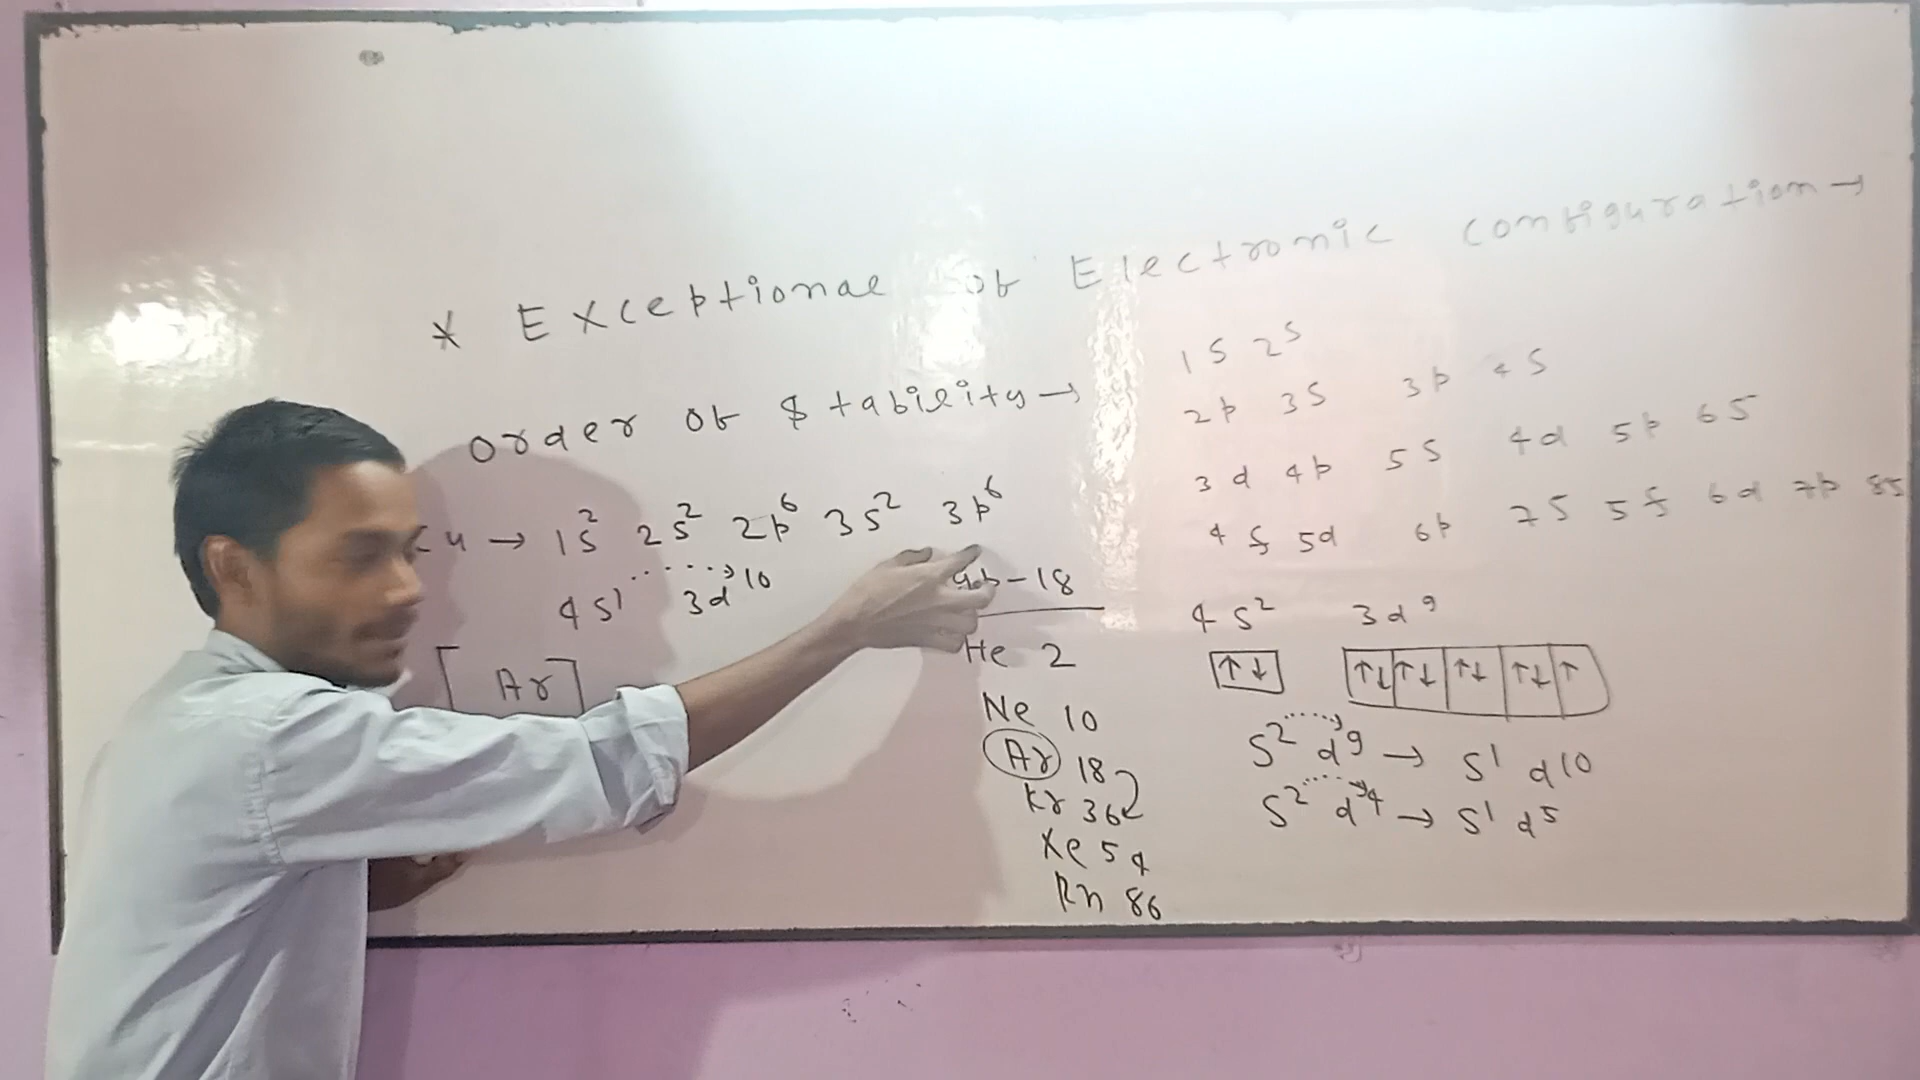 * Exceptional of Electronic configuration →
Order of Stability →
Cu → 1s² 2s² 2p⁶ 3s² 3p⁶
4s¹ 3d¹⁰
[Ar]
-18
He 2
Ne 10
Ar 18
Kr 36
Xe 54
Rn 86
1s 2s
2p 3s 3p 4s
3d 4p 5s 4d 5p 6s
4f 5d 6p 7s 5f 6d 7p 8s
4s² 3d⁹
↑↓ ↑↓ ↑↓ ↑↓ ↑↓ ↑
s² d⁹ → s¹ d¹⁰
s² d⁴ → s¹ d⁵